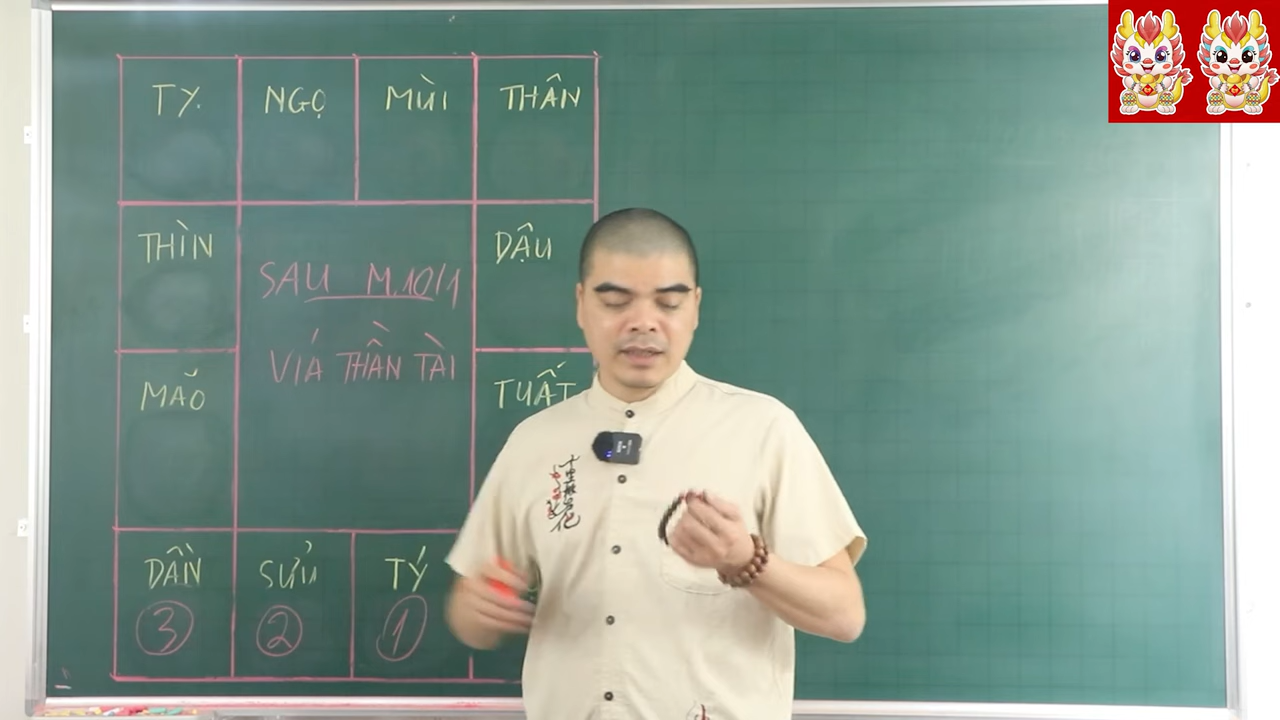 TỴ.
NGỌ
MÙI
THÂN
THÌN
DẬU
SAU M.10/1
VÍA THẦN TÀI
MÃO
TUẤT
DẦN
SỬU
TÝ
3
2
1